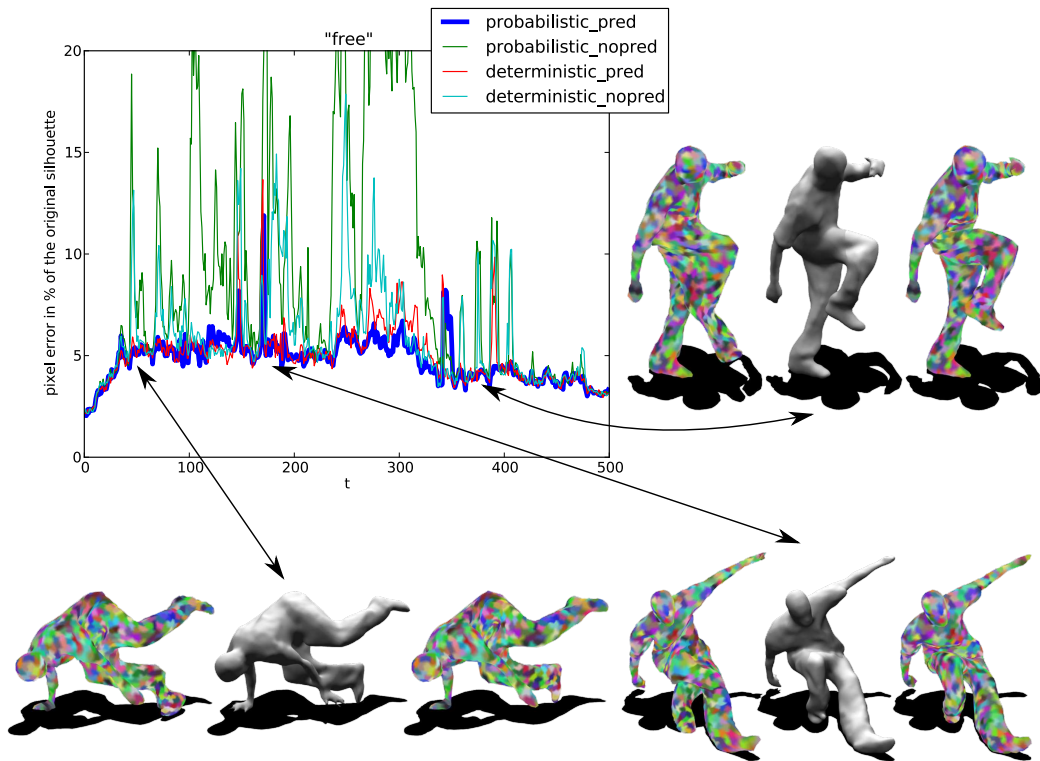 "free"
probabilistic_pred
probabilistic_nopred
deterministic_pred
deterministic_nopred
pixel error in % of the original silhouette
20
15
10
5
0
0 100 200 300 400 500
t